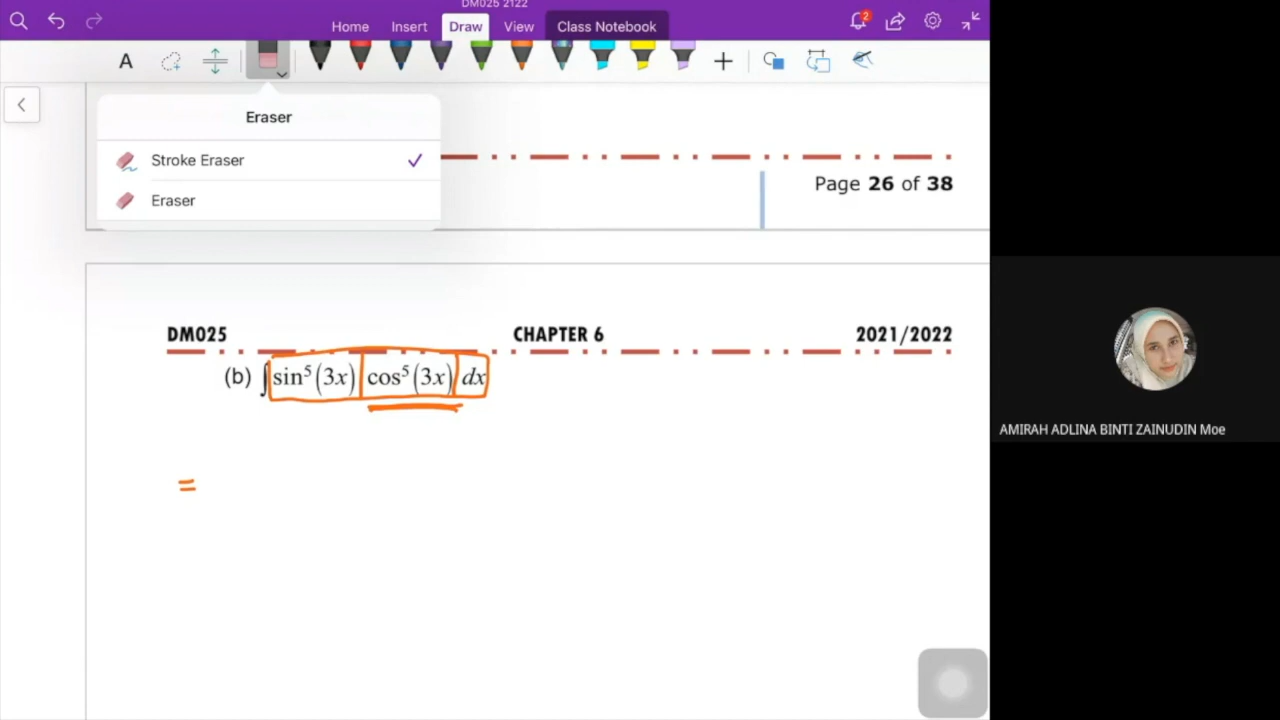 DM025 2122
Home Insert Draw View Class Notebook
2
A
Eraser
Stroke Eraser
Eraser
Page 26 of 38
DM025 CHAPTER 6 2021/2022
(b) ∫sin⁵(3x) cos⁵(3x) dx
=
AMIRAH ADLINA BINTI ZAINUDIN Moe